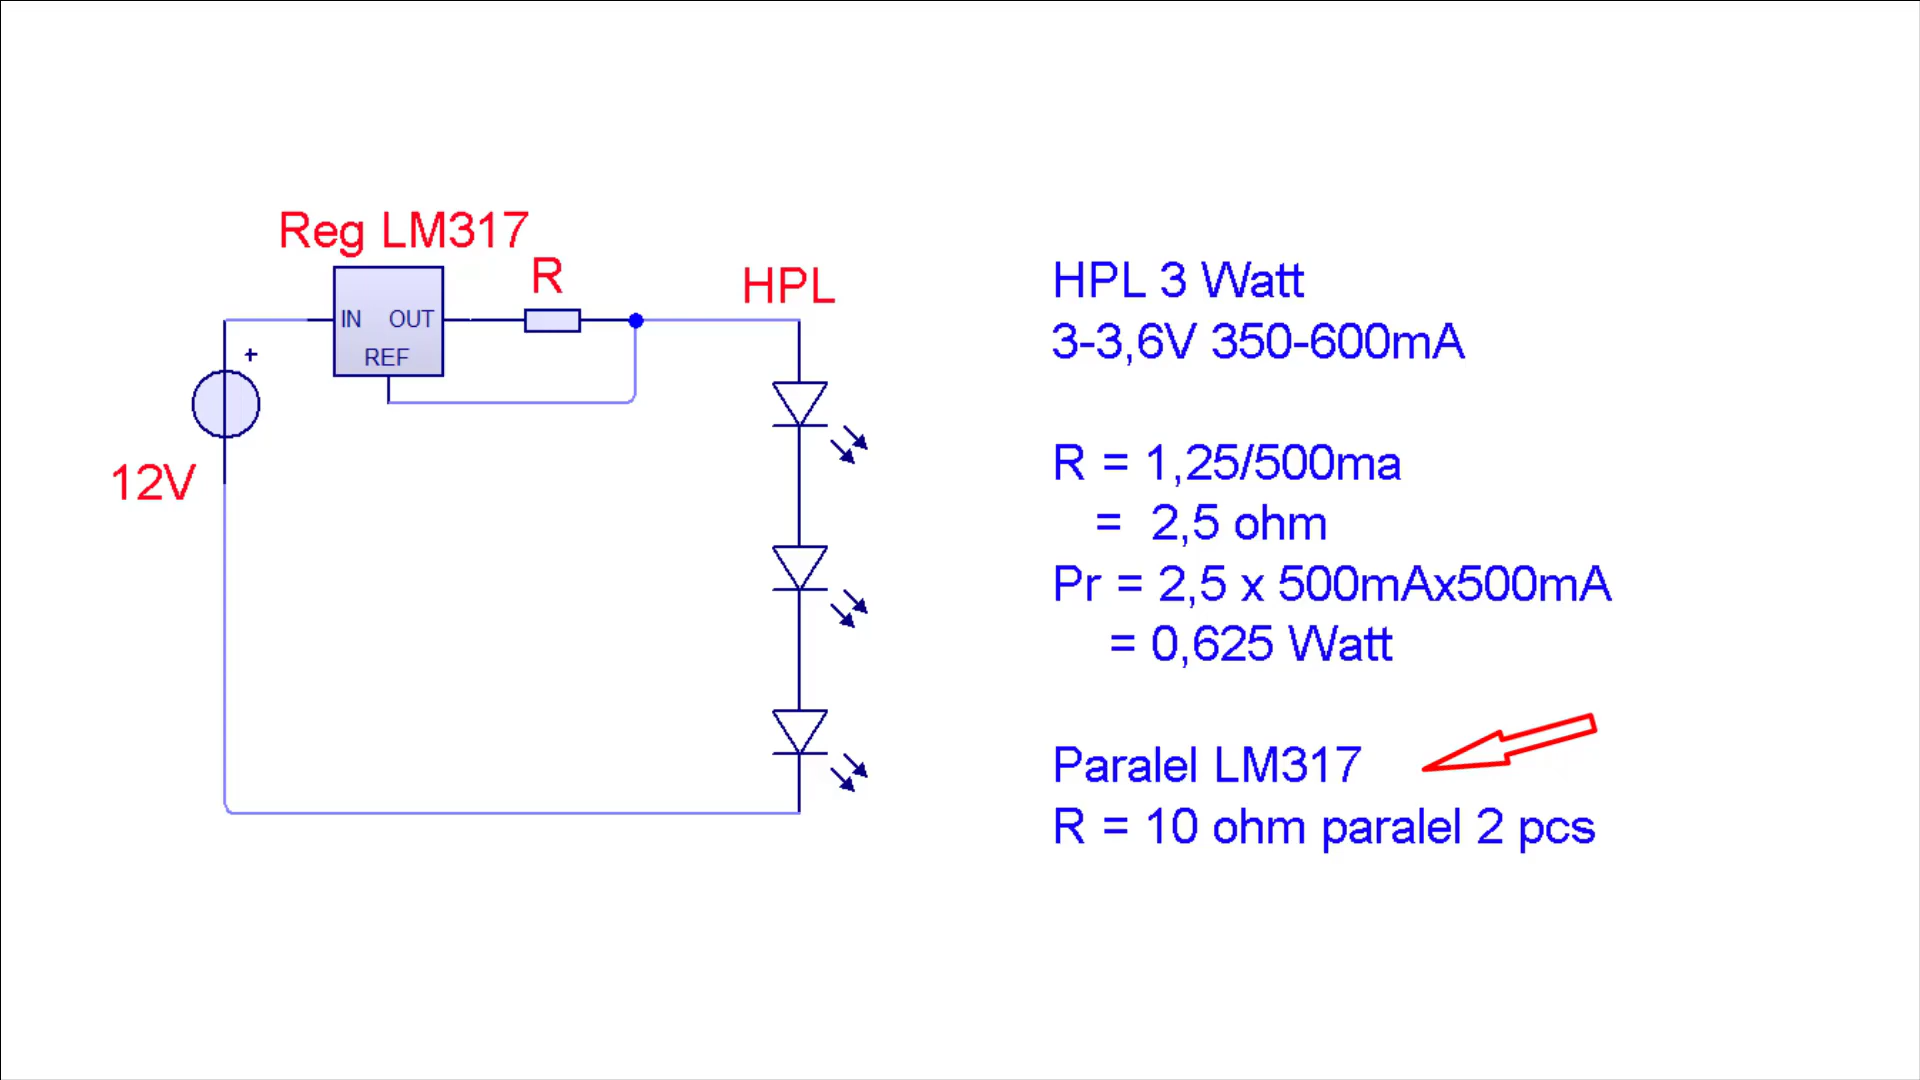 Reg LM317
R
HPL
IN OUT
REF
+
12V
HPL 3 Watt
3-3,6V 350-600mA
R = 1,25/500ma
= 2,5 ohm
Pr = 2,5 x 500mAx500mA
= 0,625 Watt
Paralel LM317
R = 10 ohm paralel 2 pcs